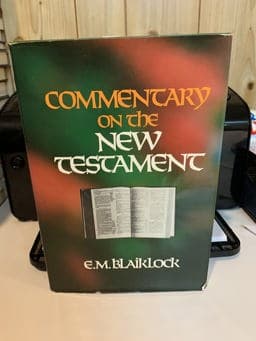 COMMENTARY
ON THE
NEW
TESTAMENT
E.M. BLAIKLOCK